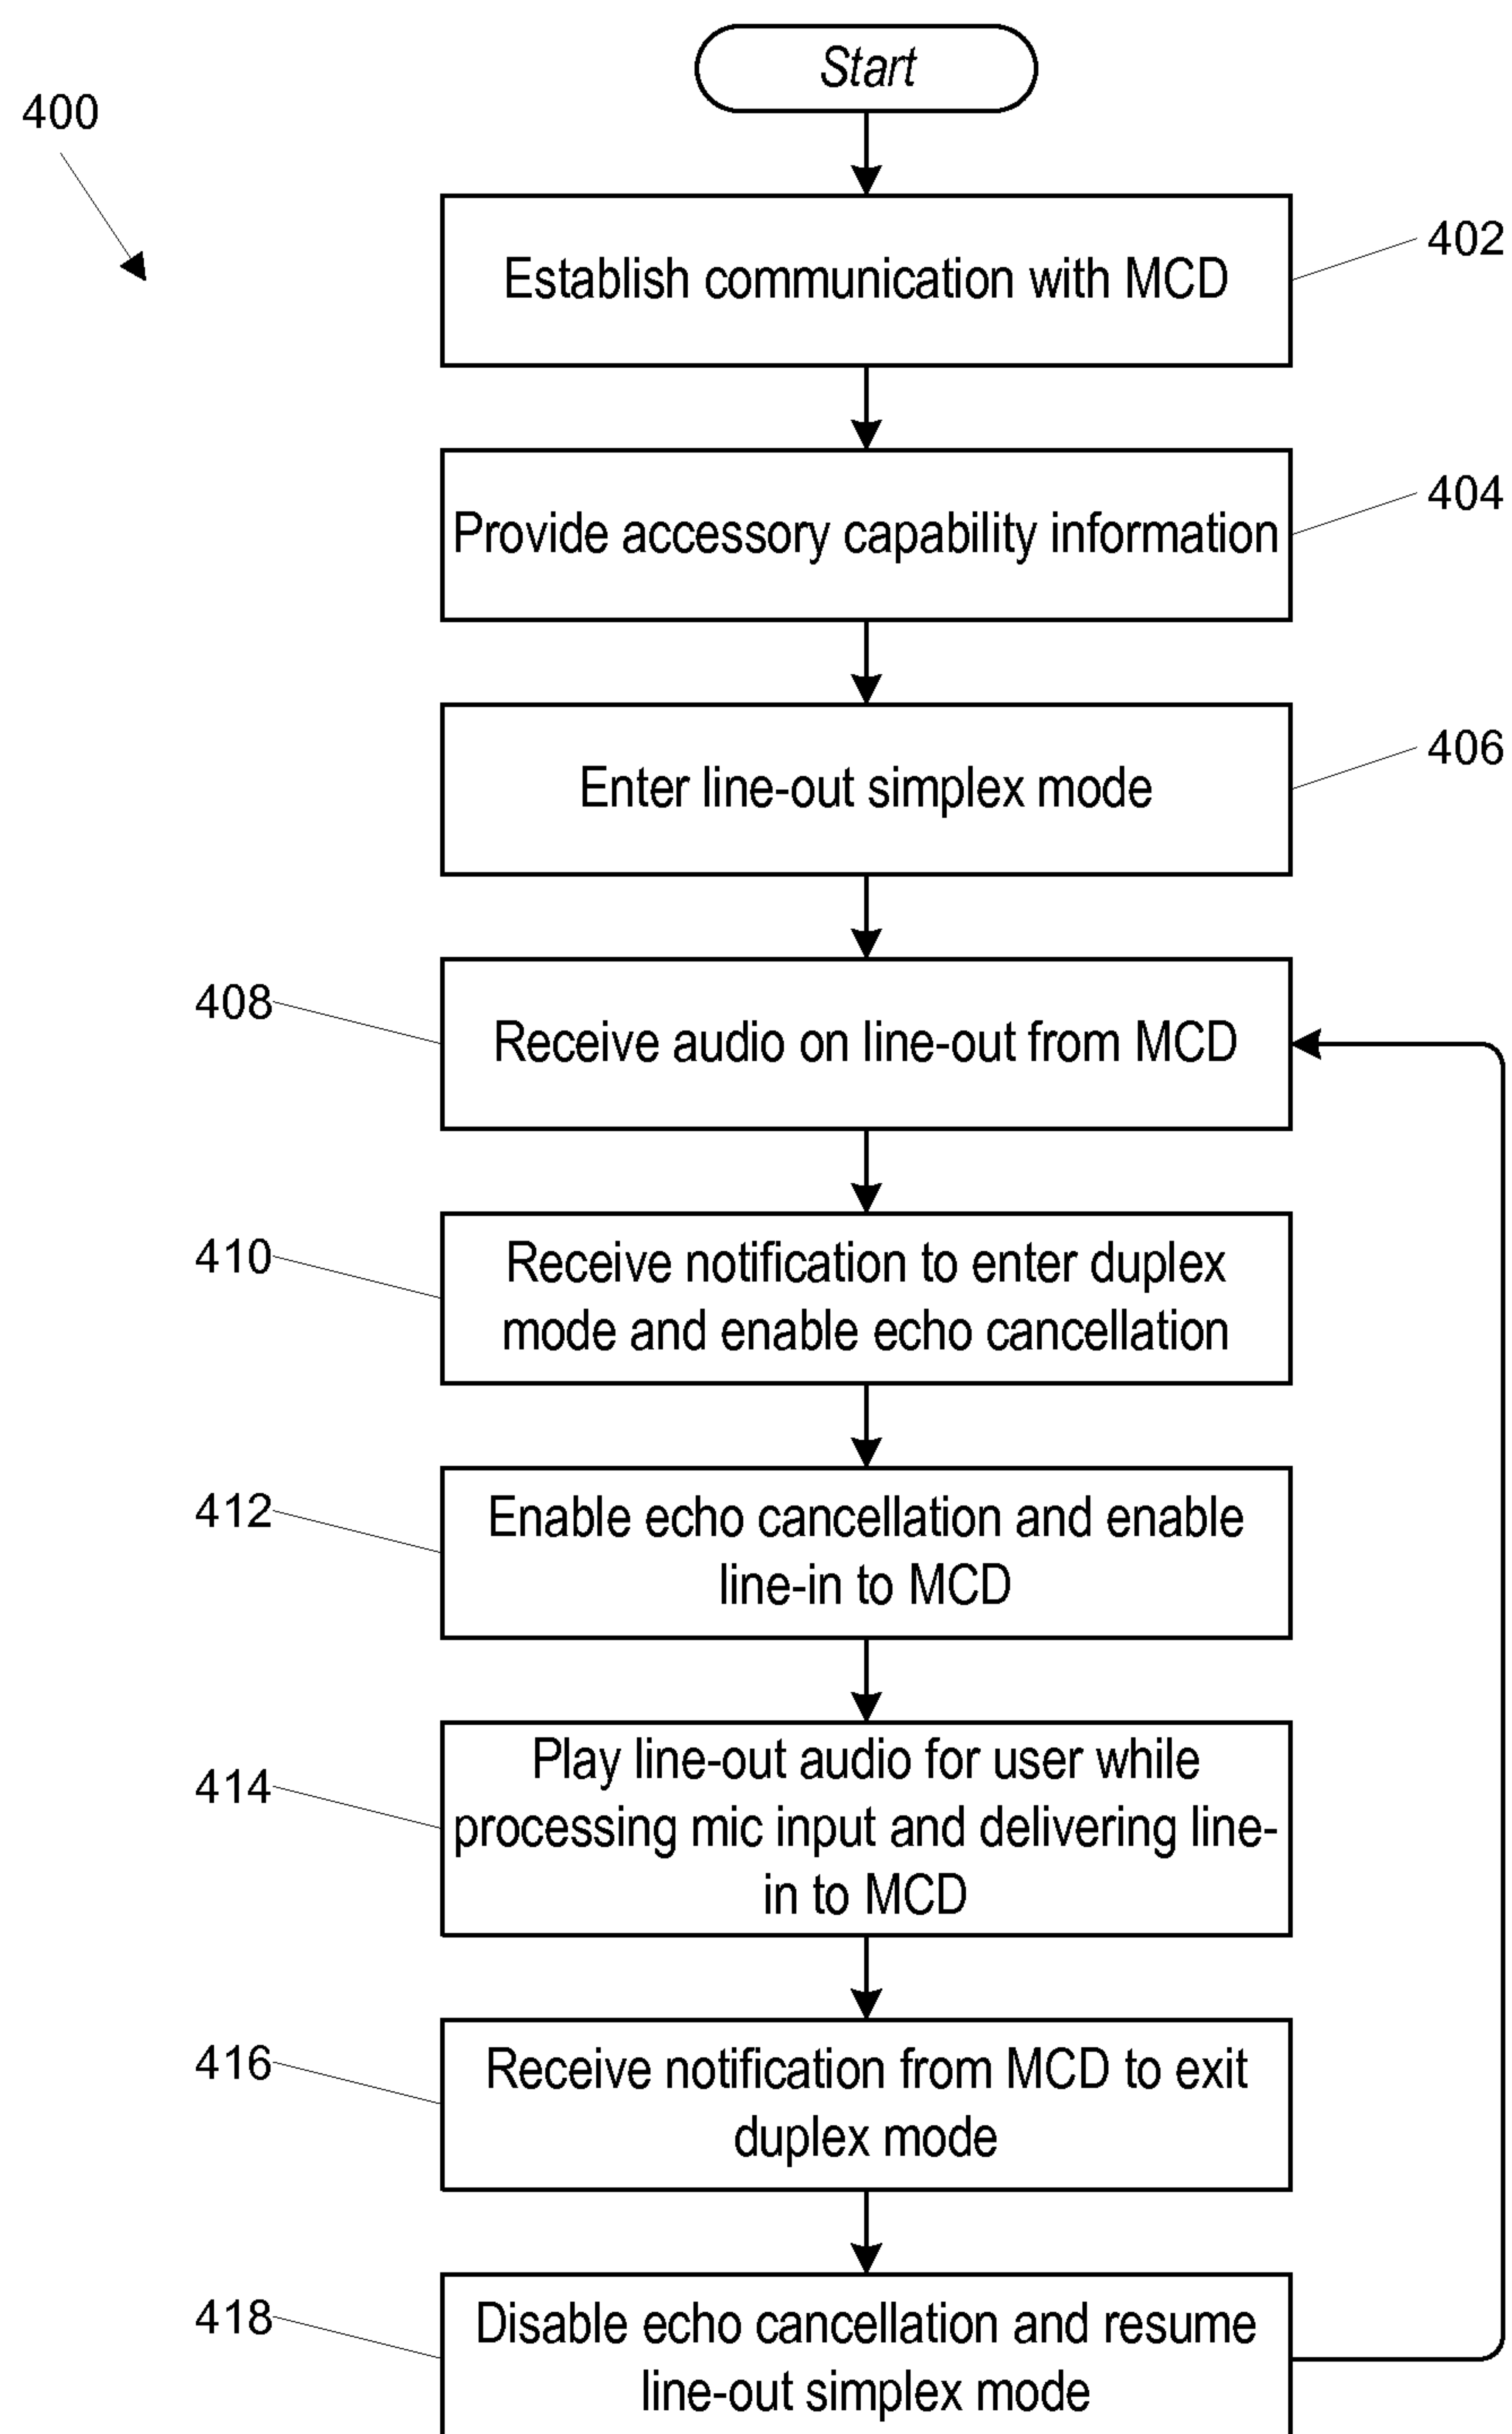 Start
400
Establish communication with MCD
402
Provide accessory capability information
404
Enter line-out simplex mode
406
408
Receive audio on line-out from MCD
410
Receive notification to enter duplex
mode and enable echo cancellation
412
Enable echo cancellation and enable
line-in to MCD
414
Play line-out audio for user while
processing mic input and delivering line-
in to MCD
416
Receive notification from MCD to exit
duplex mode
418
Disable echo cancellation and resume
line-out simplex mode